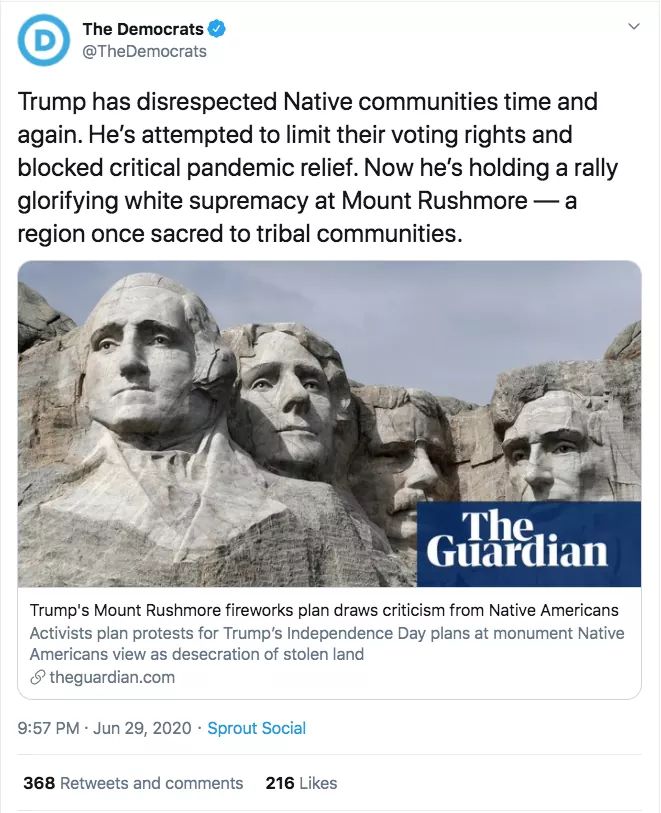 The Democrats
@TheDemocrats
Trump has disrespected Native communities time and
again. He's attempted to limit their voting rights and
blocked critical pandemic relief. Now he's holding a rally
glorifying white supremacy at Mount Rushmore — a
region once sacred to tribal communities.
The
Guardian
Trump's Mount Rushmore fireworks plan draws criticism from Native Americans
Activists plan protests for Trump's Independence Day plans at monument Native
Americans view as desecration of stolen land
theguardian.com
9:57 PM · Jun 29, 2020 · Sprout Social
368 Retweets and comments 216 Likes